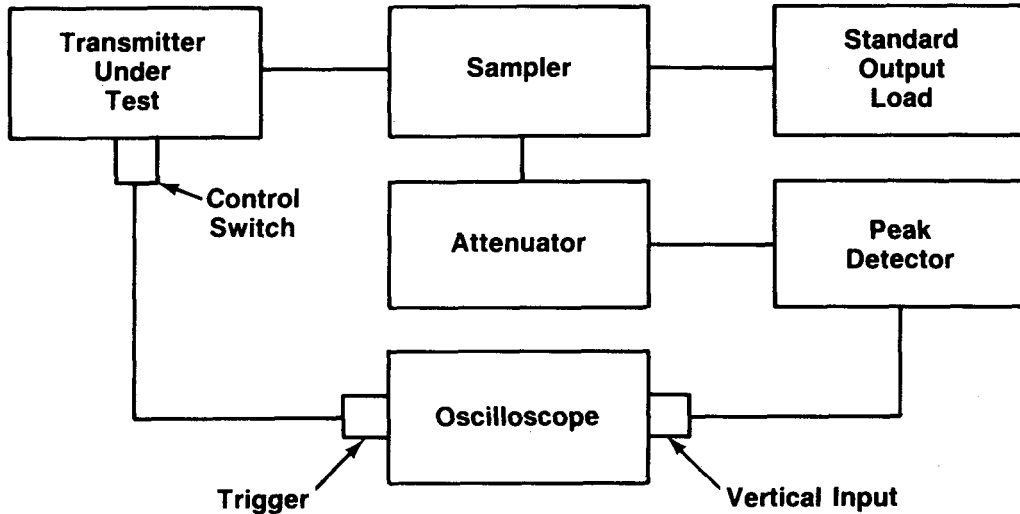 Transmitter
Under
Test
Sampler
Standard
Output
Load
Control
Switch
Attenuator
Peak
Detector
Oscilloscope
Trigger
Vertical Input